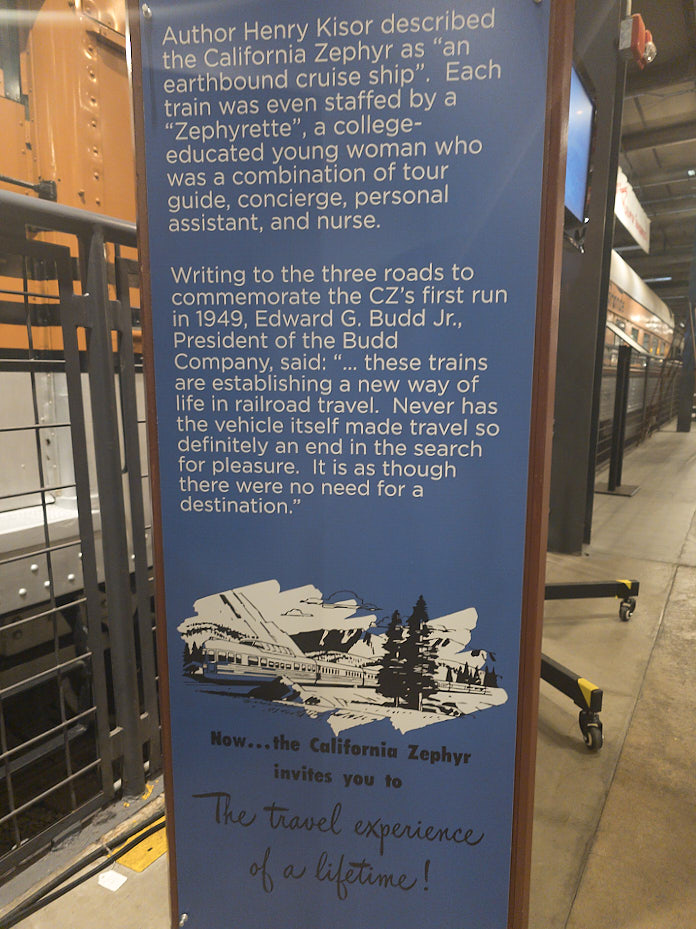 Author Henry Kisor described
the California Zephyr as “an
earthbound cruise ship”.  Each
train was even staffed by a
“Zephyrette”, a college-
educated young woman who
was a combination of tour
guide, concierge, personal
assistant, and nurse.
Writing to the three roads to
commemorate the CZ’s first run
in 1949, Edward G. Budd Jr.,
President of the Budd
Company, said: “... these trains
are establishing a new way of
life in railroad travel.  Never has
the vehicle itself made travel so
definitely an end in the search
for pleasure.  It is as though
there were no need for a
destination.”
Now...the California Zephyr
invites you to
The travel experience
of a lifetime!